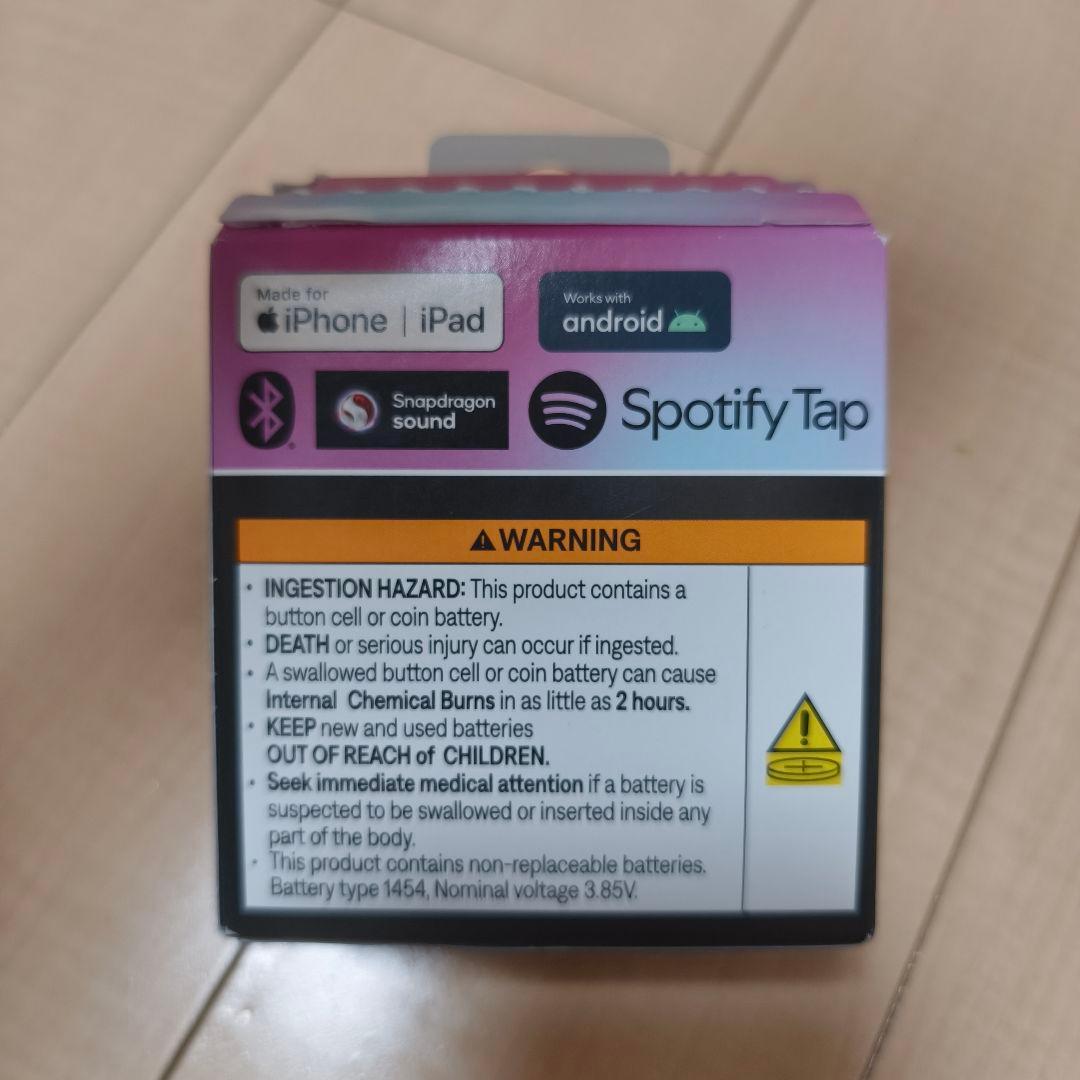 Made for
iPhone | iPad
Works with
android
Snapdragon
sound
Spotify Tap
WARNING
• INGESTION HAZARD: This product contains a
button cell or coin battery.
• DEATH or serious injury can occur if ingested.
• A swallowed button cell or coin battery can cause
Internal Chemical Burns in as little as 2 hours.
• KEEP new and used batteries
OUT OF REACH of CHILDREN.
• Seek immediate medical attention if a battery is
suspected to be swallowed or inserted inside any
part of the body.
• This product contains non-replaceable batteries.
Battery type 1454, Nominal voltage 3.85V.